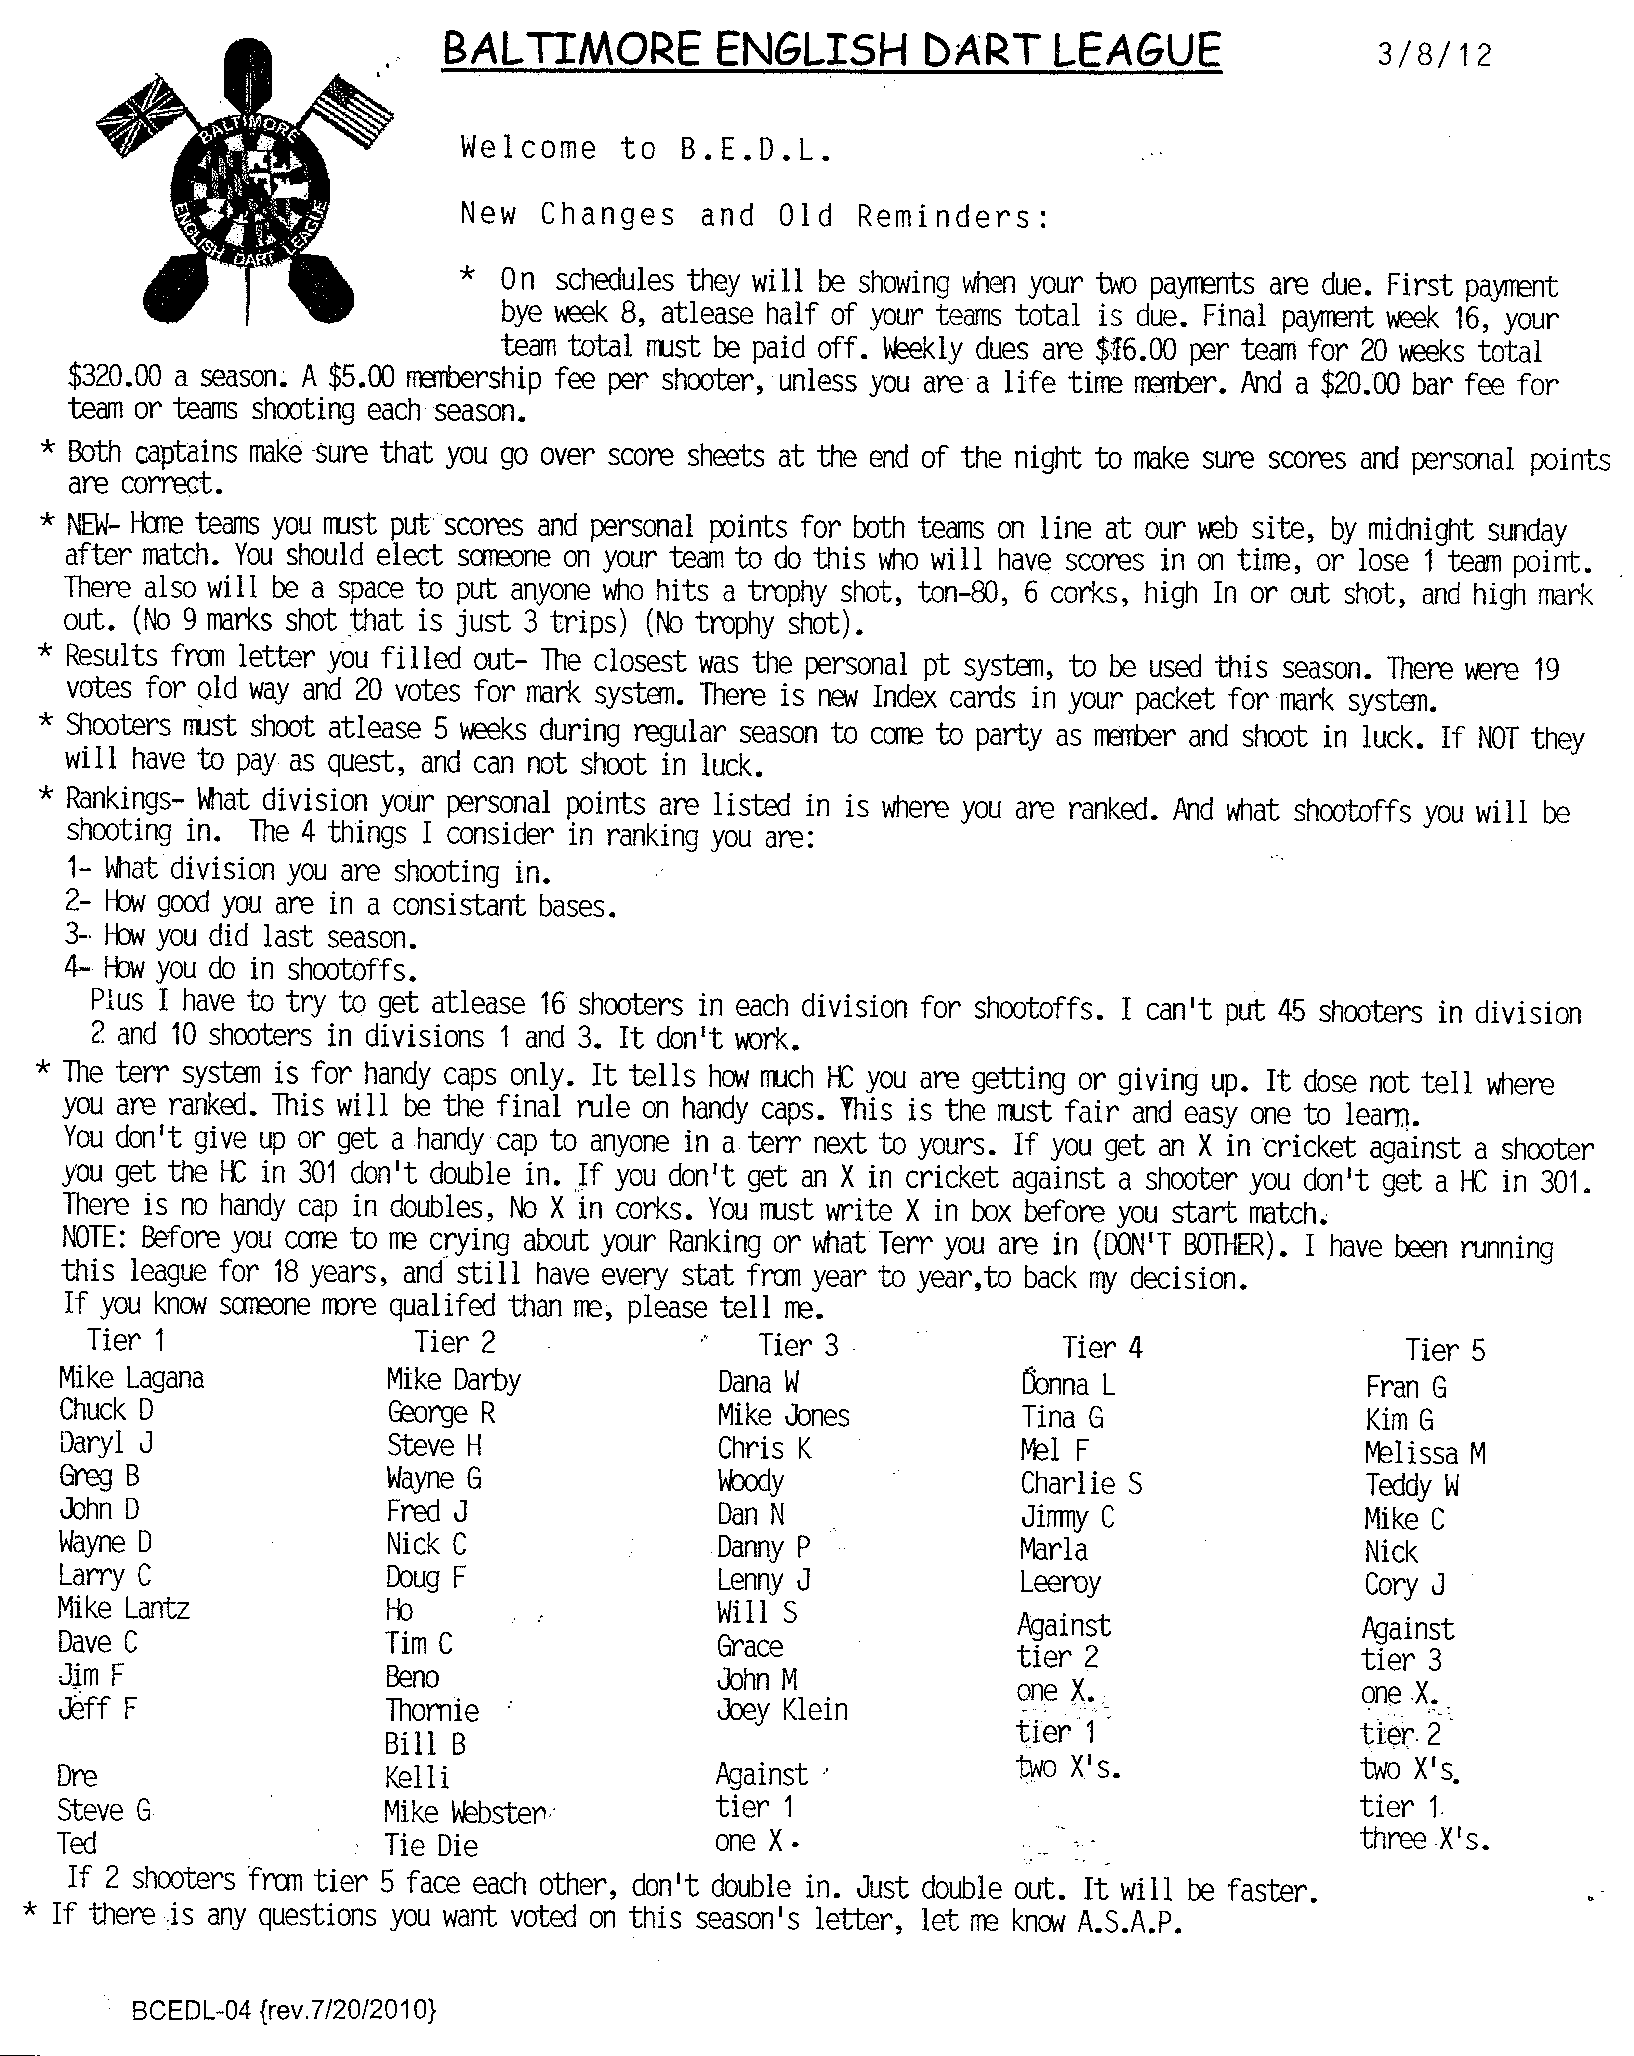 BALTIMORE ENGLISH DART LEAGUE
3/8/12
BALTIMORE
ENGLISH DART LEAGUE
Welcome to B.E.D.L.
New Changes and Old Reminders:
* On schedules they will be showing when your two payments are due. First payment
bye week 8, atlease half of your teams total is due. Final payment week 16, your
team total must be paid off. Weekly dues are $16.00 per team for 20 weeks total
$320.00 a season. A $5.00 membership fee per shooter, unless you are a life time member. And a $20.00 bar fee for
team or teams shooting each season.
* Both captains make sure that you go over score sheets at the end of the night to make sure scores and personal points
are correct.
* NEW- Home teams you must put scores and personal points for both teams on line at our web site, by midnight sunday
after match. You should elect someone on your team to do this who will have scores in on time, or lose 1 team point.
There also will be a space to put anyone who hits a trophy shot, ton-80, 6 corks, high In or out shot, and high mark
out. (No 9 marks shot that is just 3 trips) (No trophy shot).
* Results from letter you filled out- The closest was the personal pt system, to be used this season. There were 19
votes for old way and 20 votes for mark system. There is new Index cards in your packet for mark system.
* Shooters must shoot atlease 5 weeks during regular season to come to party as member and shoot in luck. If NOT they
will have to pay as quest, and can not shoot in luck.
* Rankings- What division your personal points are listed in is where you are ranked. And what shootoffs you will be
shooting in. The 4 things I consider in ranking you are:
1- What division you are shooting in.
2- How good you are in a consistant bases.
3- How you did last season.
4- How you do in shootoffs.
Plus I have to try to get atlease 16 shooters in each division for shootoffs. I can't put 45 shooters in division
2 and 10 shooters in divisions 1 and 3. It don't work.
* The terr system is for handy caps only. It tells how much HC you are getting or giving up. It dose not tell where
you are ranked. This will be the final rule on handy caps. This is the must fair and easy one to learn.
You don't give up or get a handy cap to anyone in a terr next to yours. If you get an X in cricket against a shooter
you get the HC in 301 don't double in. If you don't get an X in cricket against a shooter you don't get a HC in 301.
There is no handy cap in doubles, No X in corks. You must write X in box before you start match.
NOTE: Before you come to me crying about your Ranking or what Terr you are in (DON'T BOTHER). I have been running
this league for 18 years, and still have every stat from year to year,to back my decision.
If you know someone more qualifed than me, please tell me.
Tier 1 Tier 2 Tier 3 Tier 4 Tier 5
Mike Lagana Mike Darby Dana W Donna L Fran G
Chuck D George R Mike Jones Tina G Kim G
Daryl J Steve H Chris K Mel F Melissa M
Greg B Wayne G Woody Charlie S Teddy W
John D Fred J Dan N Jimmy C Mike C
Wayne D Nick C Danny P Marla Nick
Larry C Doug F Lenny J Leeroy Cory J
Mike Lantz Ho Will S Against Against
Dave C Tim C Grace tier 2 tier 3
Jim F Beno John M one X. one X.
Jeff F Thornie Joey Klein tier 1 tier 2
Bill B two X's. two X's.
Dre Kelli Against
Steve G Mike Webster tier 1 tier 1
Ted Tie Die one X. three X's.
If 2 shooters from tier 5 face each other, don't double in. Just double out. It will be faster.
* If there is any questions you want voted on this season's letter, let me know A.S.A.P.
BCEDL-04 {rev.7/20/2010}